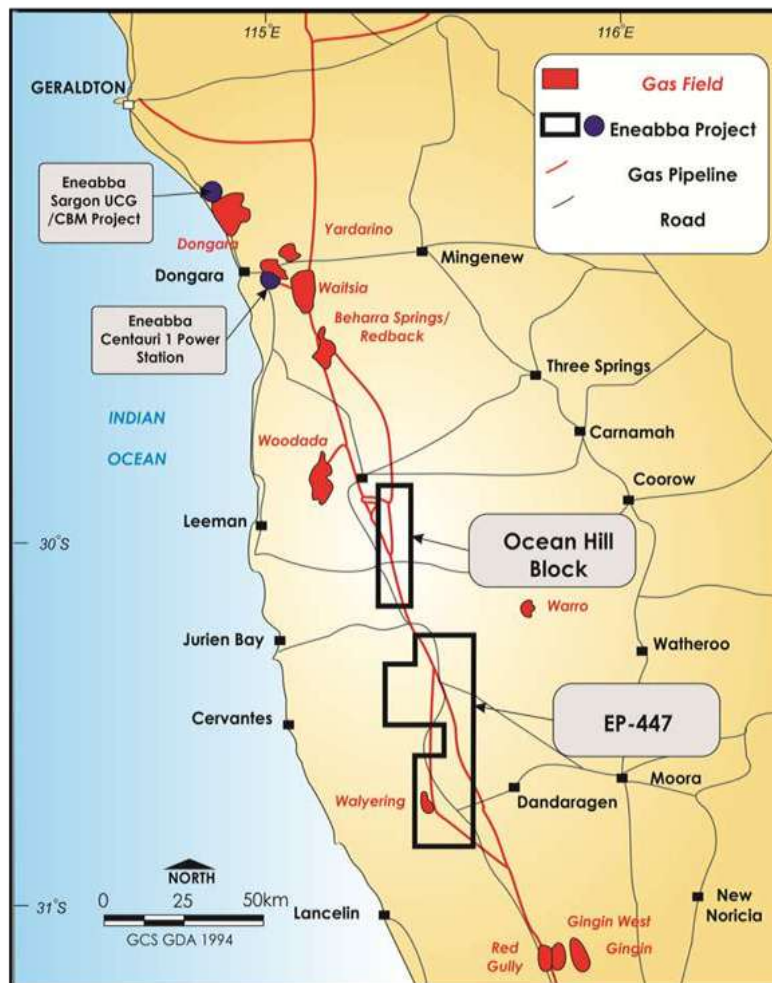 115°E
116°E
GERALDTON
Gas Field
Eneabba Project
Gas Pipeline
Road
Eneabba
Sargon UCG
/CBM Project
Yardarino
Dongara
Mingenew
Dongara
Waitsia
Eneabba
Centauri 1 Power
Station
Beharra Springs/
Redback
Three Springs
INDIAN
OCEAN
Woodada
Carnamah
Coorow
Leeman
30°S
Ocean Hill
Block
Warro
Jurien Bay
Watheroo
Cervantes
EP-447
Moora
Walyering
Dandaragen
NORTH
0 25 50km
GCS GDA 1994
31°S
Lancelin
New
Noricia
Gingin West
Red
Gully
Gingin